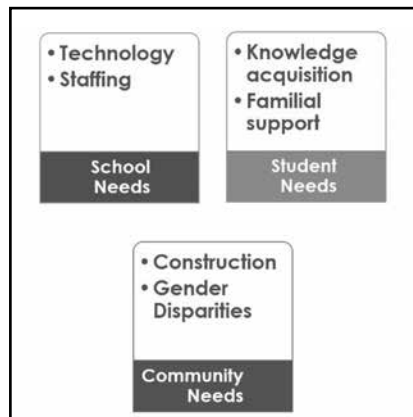 • Technology
• Staffing
School
Needs
• Knowledge
acquisition
• Familial
support
Student
Needs
• Construction
• Gender
Disparities
Community
Needs